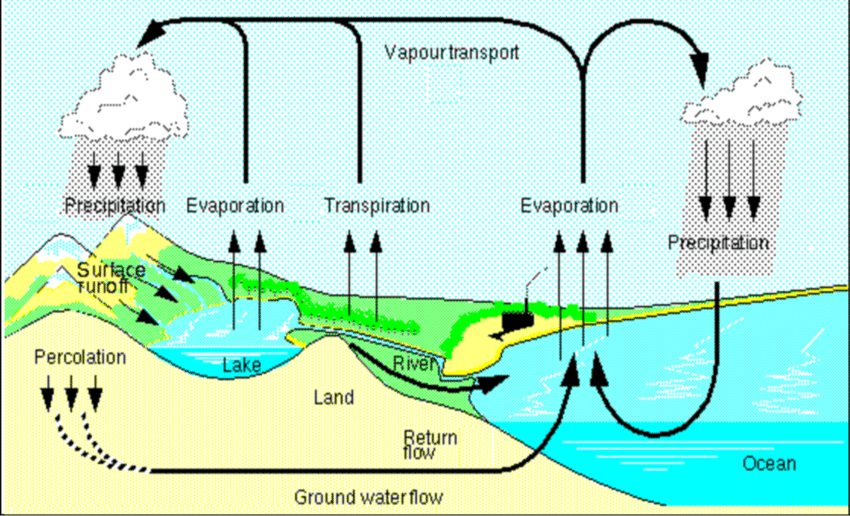 Vapour transport
Precipitation
Evaporation
Transpiration
Evaporation
Precipitation
Surface
runoff
Percolation
Lake
River
Land
Return
flow
Ocean
Ground water flow